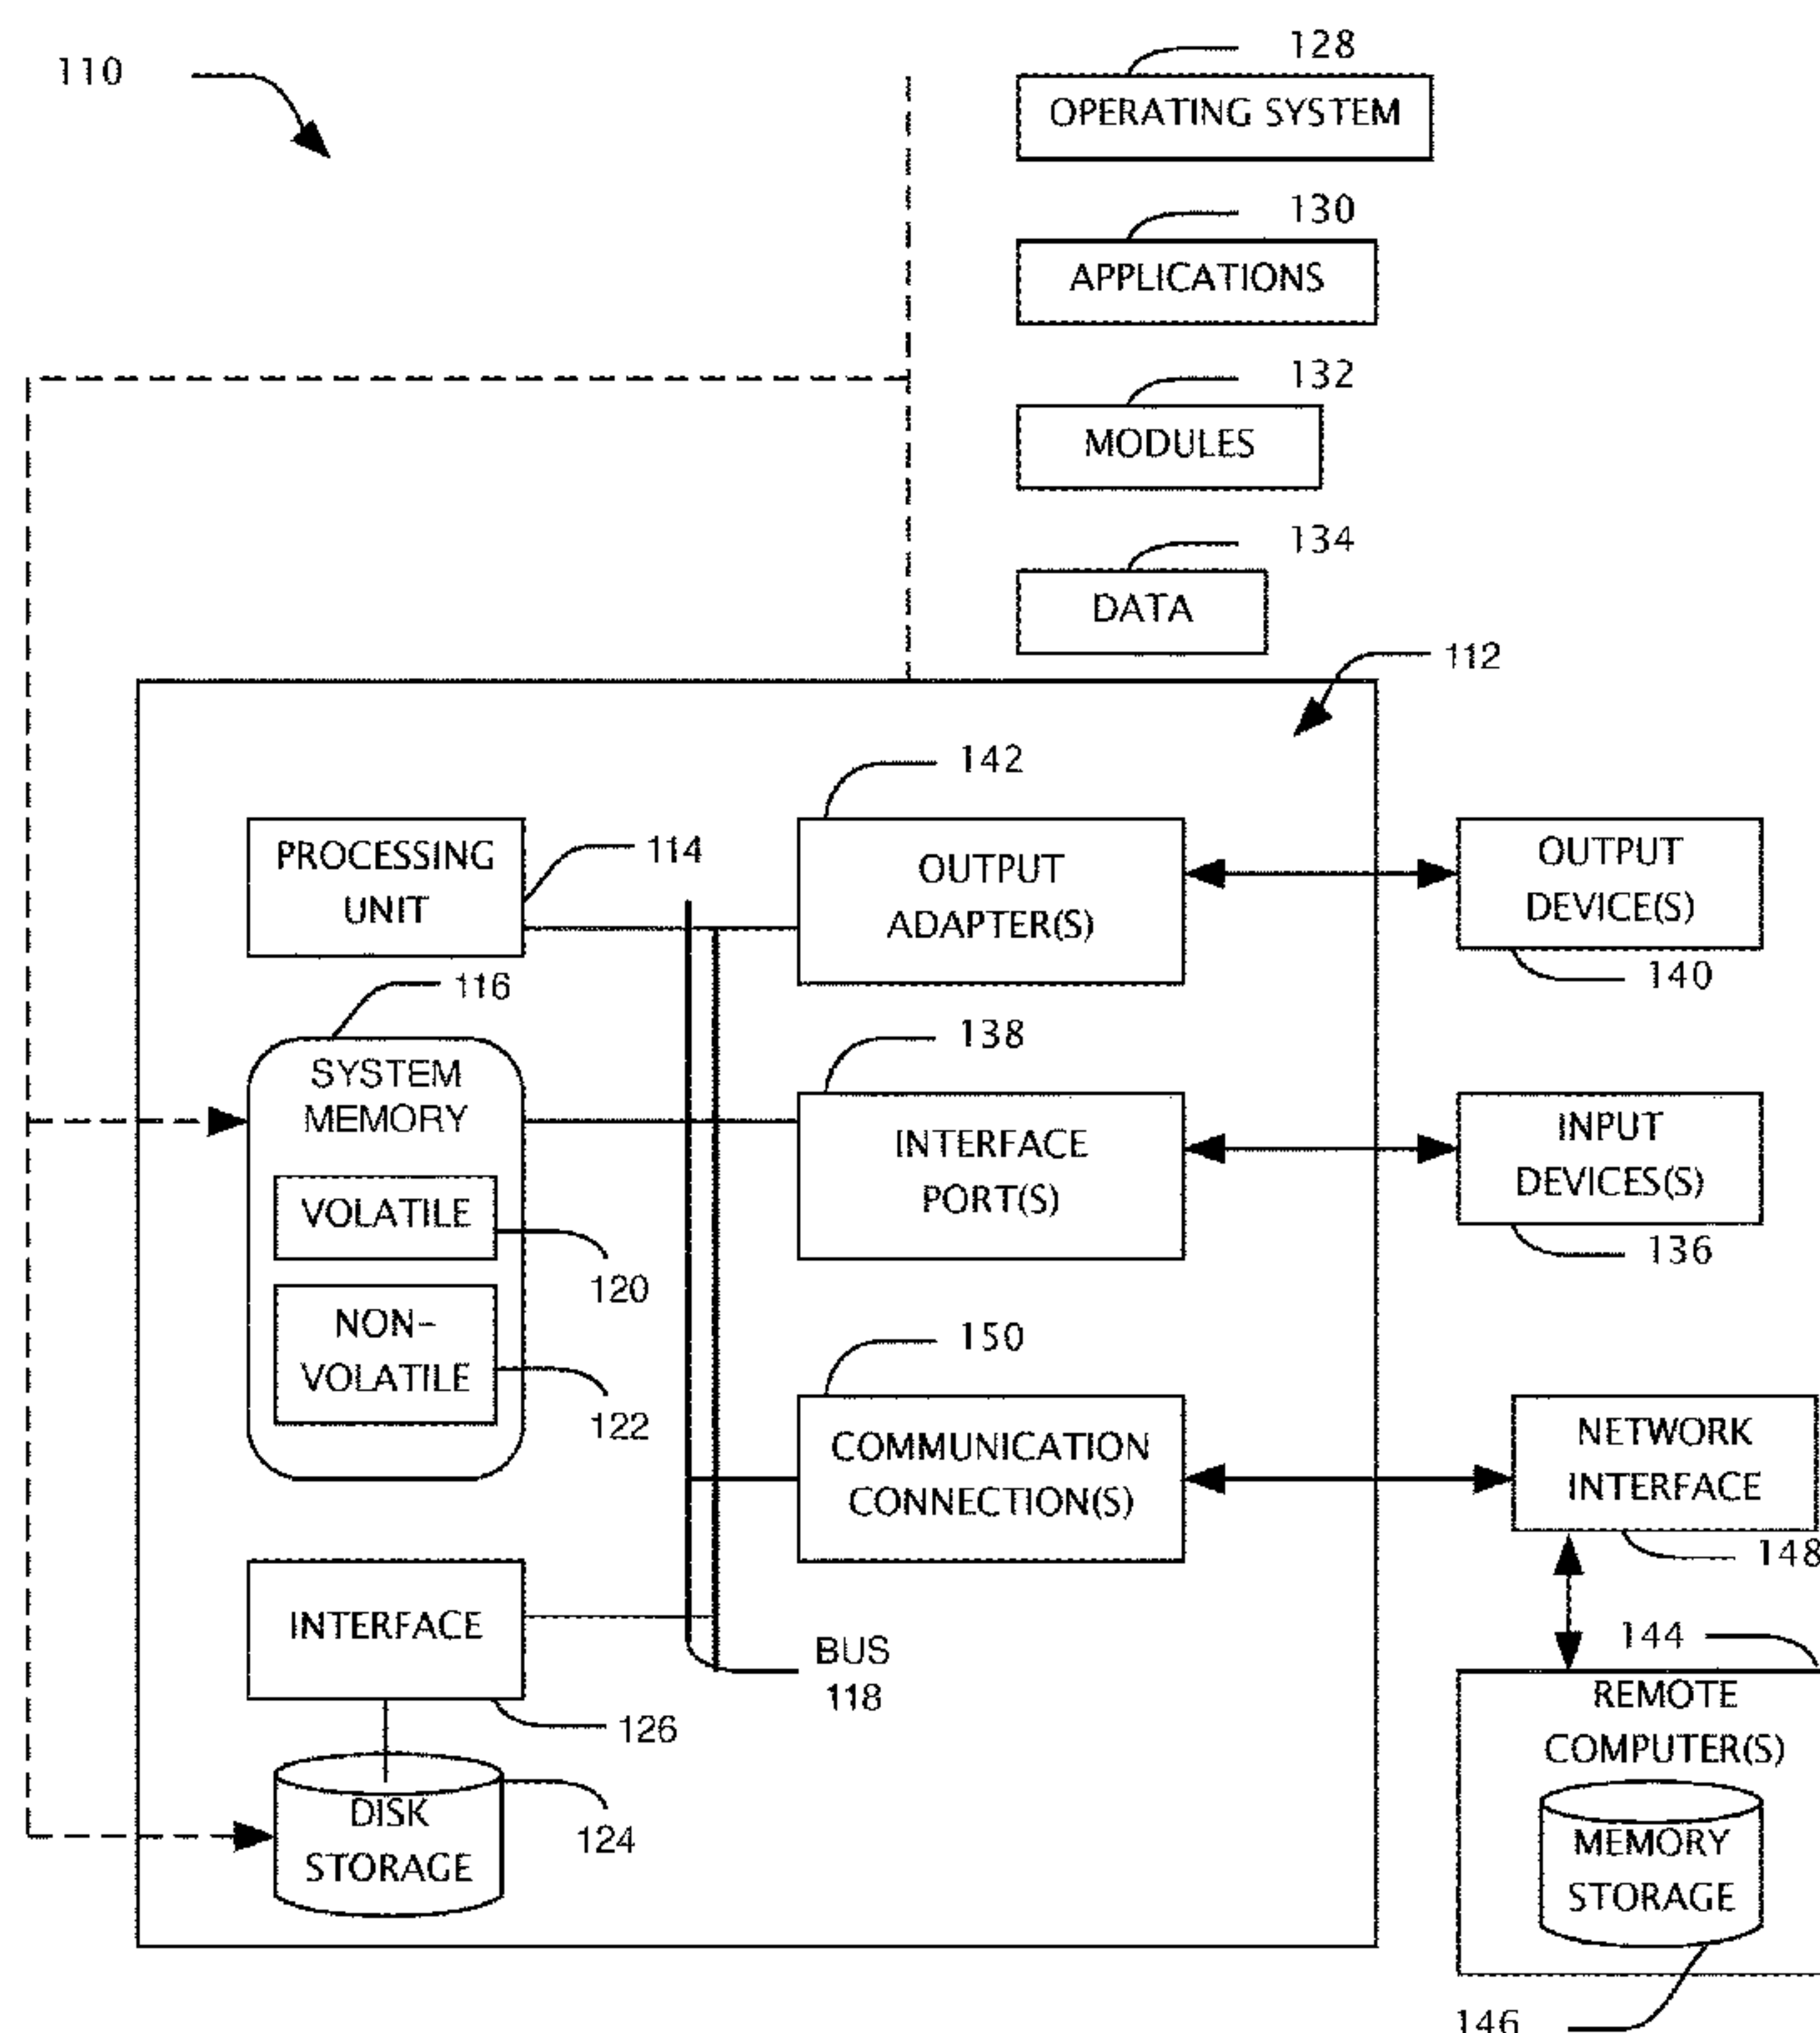 110
128
OPERATING SYSTEM
130
APPLICATIONS
132
MODULES
134
DATA
112
142
PROCESSING
UNIT
114
OUTPUT
ADAPTER(S)
OUTPUT
DEVICE(S)
140
116
SYSTEM
MEMORY
138
INTERFACE
PORT(S)
INPUT
DEVICES(S)
136
VOLATILE
120
NON-
VOLATILE
122
150
COMMUNICATION
CONNECTION(S)
NETWORK
INTERFACE
148
INTERFACE
126
BUS
118
144
REMOTE
COMPUTER(S)
DISK
STORAGE
124
MEMORY
STORAGE
146